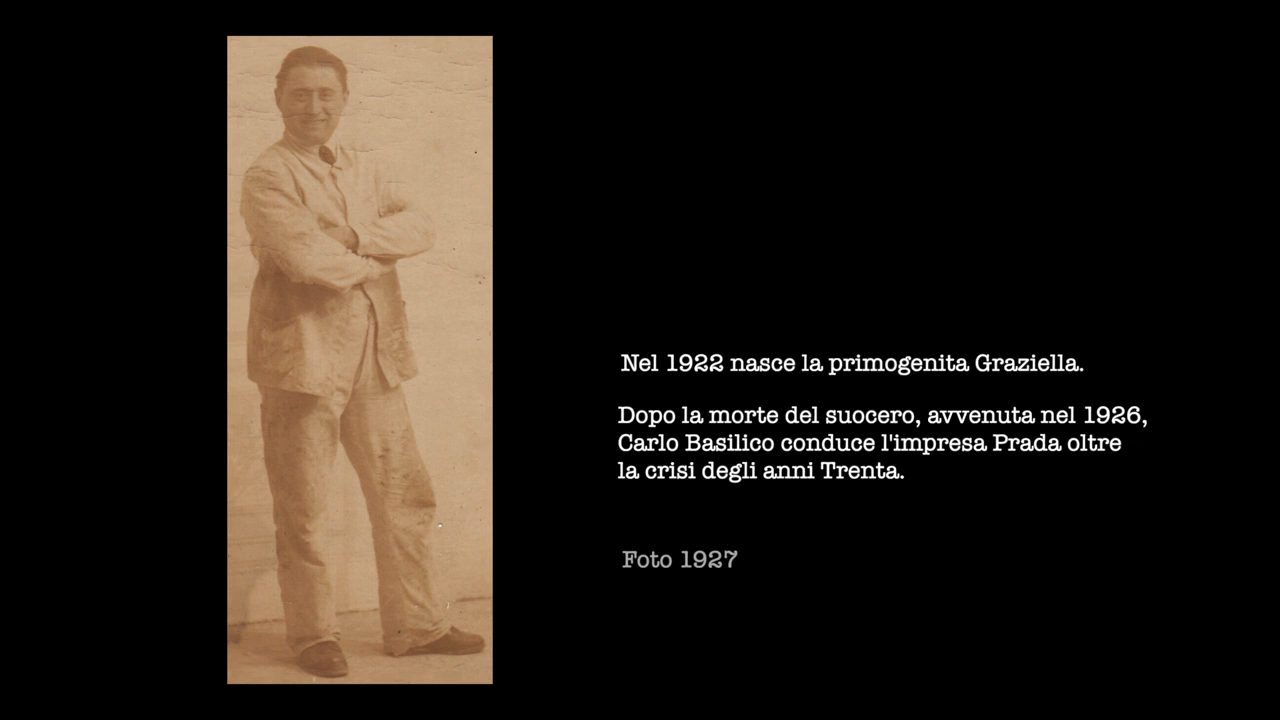 Nel 1922 nasce la primogenita Graziella.
Dopo la morte del suocero, avvenuta nel 1926,
Carlo Basilico conduce l'impresa Prada oltre
la crisi degli anni Trenta.
Foto 1927